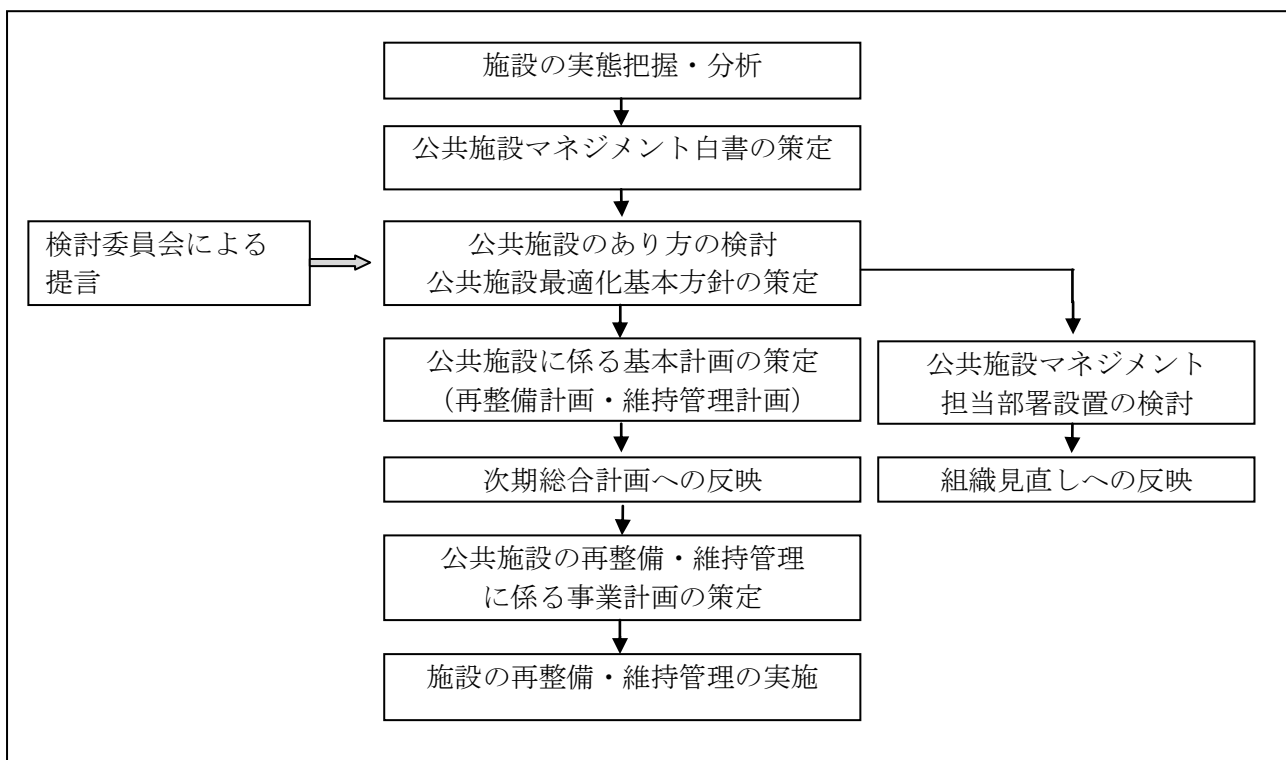 施設の実態把握・分析
公共施設マネジメント白書の策定
検討委員会による
提言
公共施設のあり方の検討
公共施設最適化基本方針の策定
公共施設に係る基本計画の策定
（再整備計画・維持管理計画）
公共施設マネジメント
担当部署設置の検討
次期総合計画への反映
組織見直しへの反映
公共施設の再整備・維持管理
に係る事業計画の策定
施設の再整備・維持管理の実施